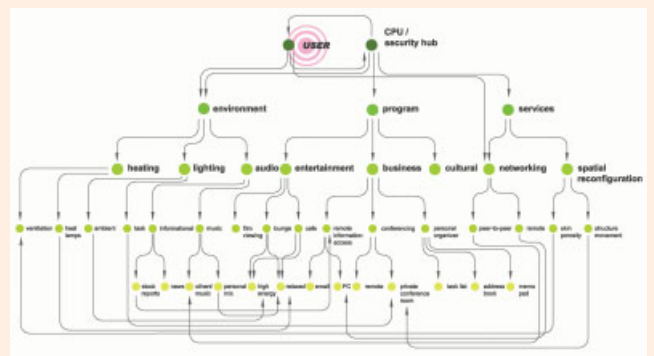 USER
CPU /
security hub
environment
program
services
heating
lighting
audio
entertainment
business
cultural
networking
spatial
reconfiguration
ventilation
heat
lamps
ambient
task
informational
music
film
viewing
lounge
cafe
remote
information
access
conferencing
personal
organizer
peer-to-peer
remote
skin
porosity
structure
movement
stock
reports
news
others'
music
personal
mix
high
energy
relaxed
email
PC
remote
private
conference
team
task list
address
book
memo
pad